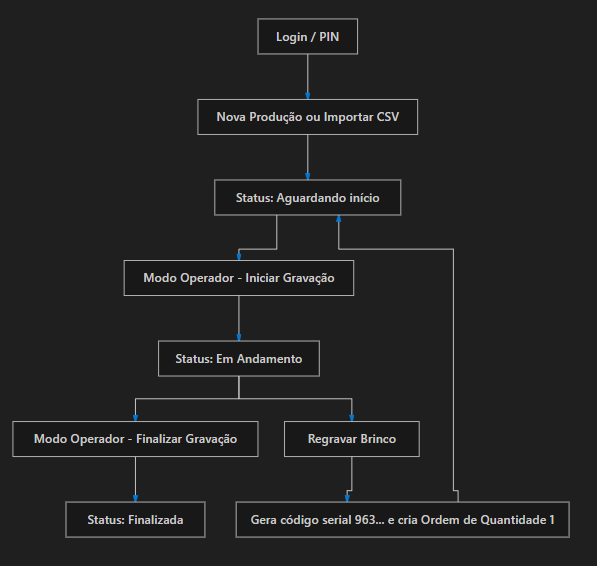 Login / PIN
Nova Produção ou Importar CSV
Status: Aguardando início
Modo Operador - Iniciar Gravação
Status: Em Andamento
Modo Operador - Finalizar Gravação
Regravar Brinco
Status: Finalizada
Gera código serial 963... e cria Ordem de Quantidade 1